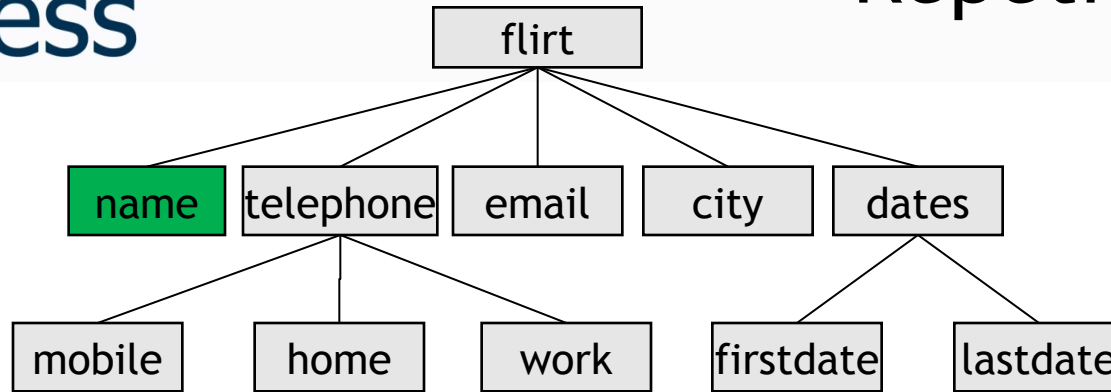 ess
flirt
name telephone email city dates
mobile home work firstdate lastdate